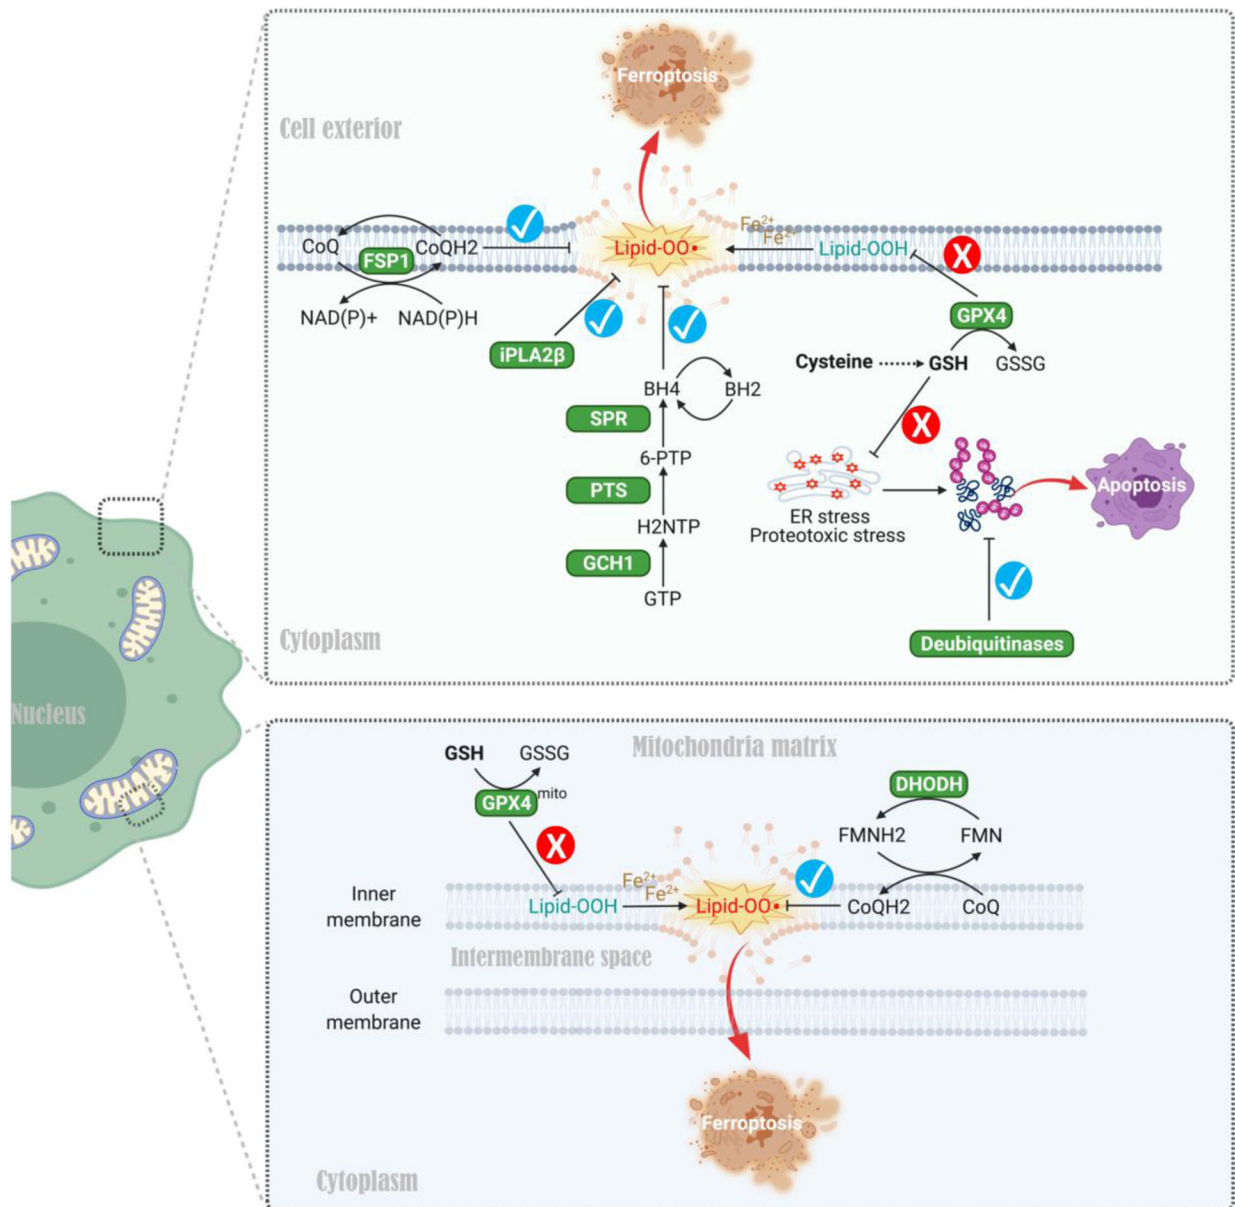 Ferroptosis
Cell exterior
Fe2+
Fe2+
CoQ
CoQH2
Lipid-OO•
Lipid-OOH
X
FSP1
NAD(P)+
NAD(P)H
GPX4
iPLA2β
Cysteine
GSH
GSSG
BH4
BH2
SPR
X
6-PTP
PTS
Apoptosis
ER stress
Proteotoxic stress
H2NTP
GCH1
GTP
Cytoplasm
Deubiquitinases
Nucleus
Mitochondria matrix
GSH
GSSG
GPX4 mito
DHODH
FMNH2
FMN
X
Fe2+
Fe2+
Inner
membrane
Lipid-OOH
Lipid-OO•
CoQH2
CoQ
Intermembrane space
Outer
membrane
Ferroptosis
Cytoplasm